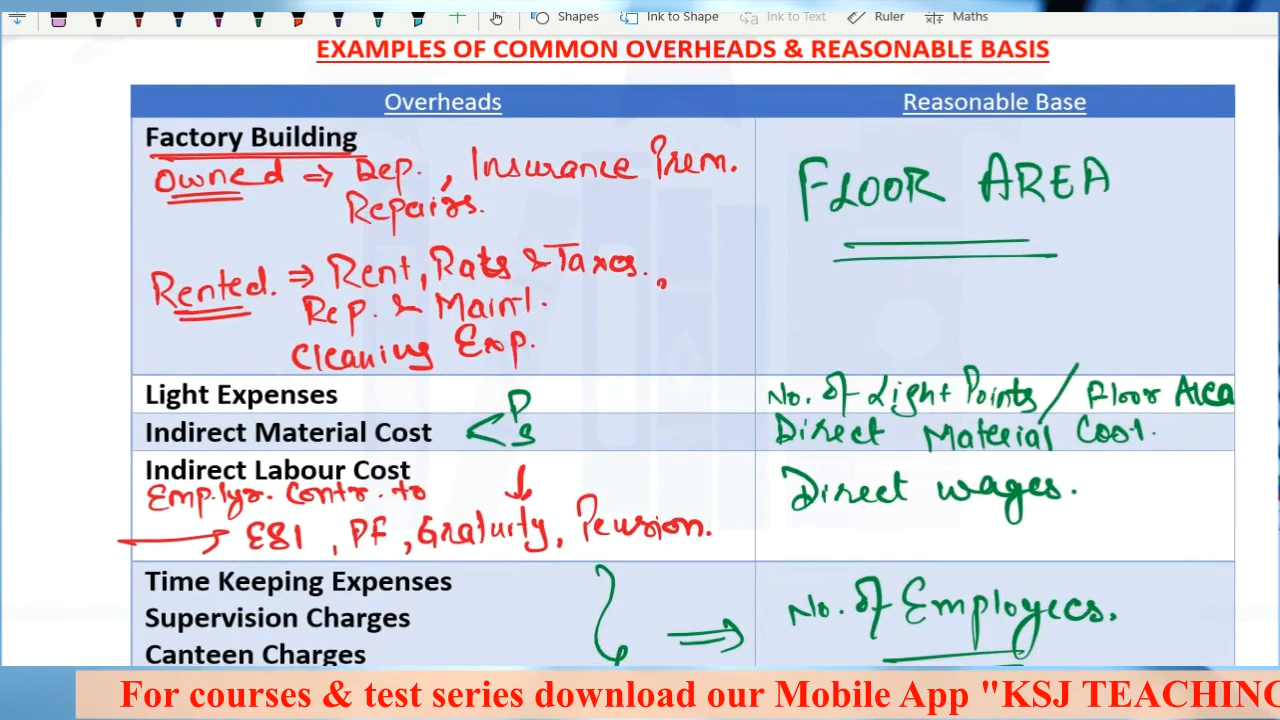 Shapes Ink to Shape Ink to Text Ruler Maths
EXAMPLES OF COMMON OVERHEADS & REASONABLE BASIS
Overheads Reasonable Base
Factory Building
Owned ⇒ Dep., Insurance Prem.
Repairs.
FLOOR AREA
Rented. ⇒ Rent, Rats & Taxes.,
Rep. & Maint.
Cleaning Exp.
Light Expenses No. of Light Points / Floor Area
Indirect Material Cost < P
S
Direct Material Cost.
Indirect Labour Cost
Emplyr. Contr. to
→ ESI, PF, Gratuity, Pension.
Direct wages.
Time Keeping Expenses
Supervision Charges
Canteen Charges
⇒ No. of Employees.
For courses & test series download our Mobile App "KSJ TEACHING